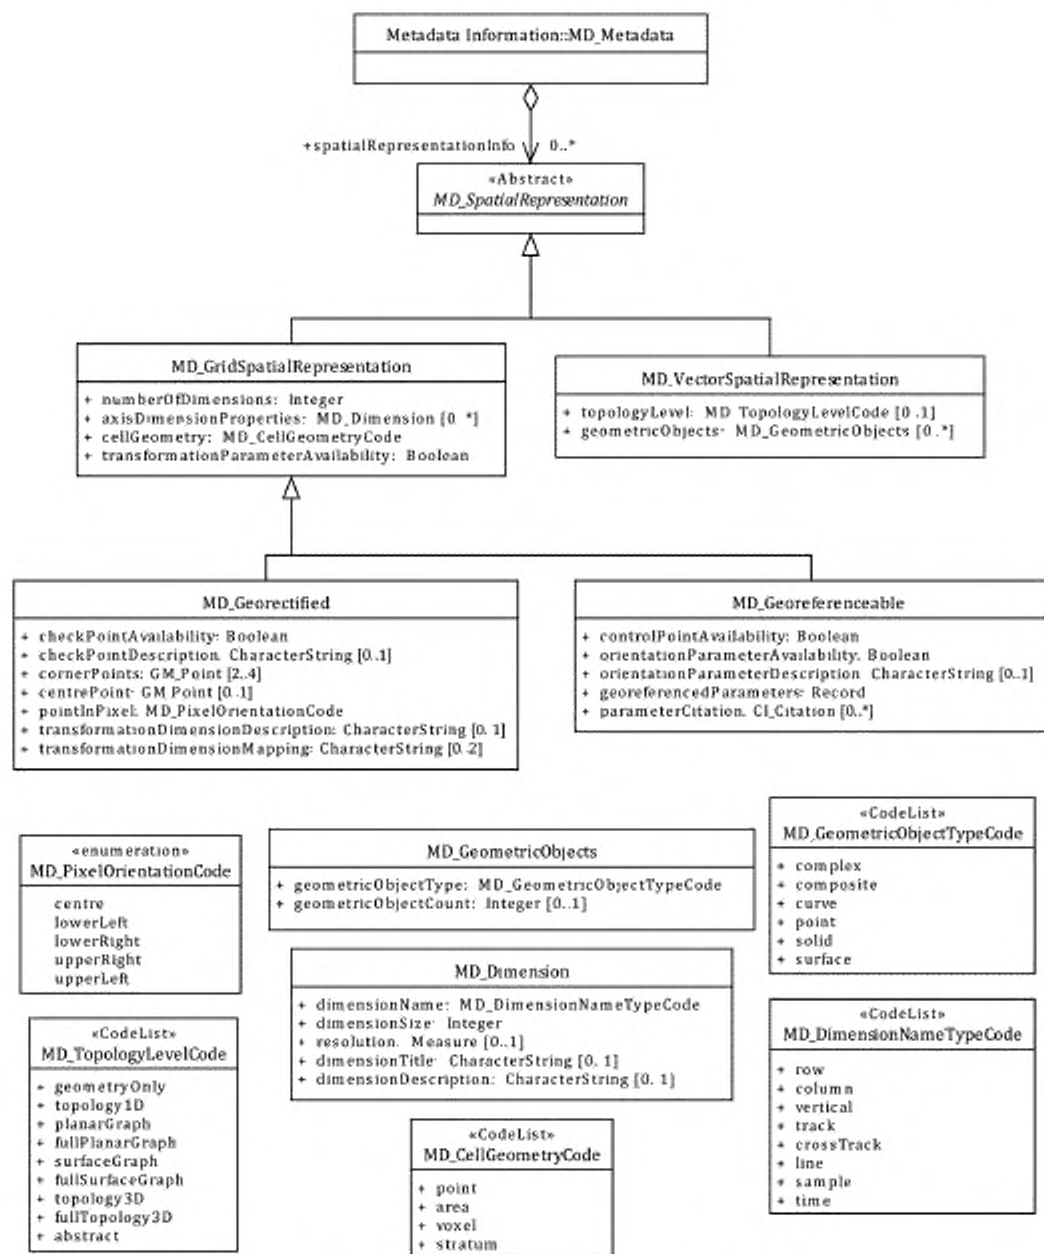 Metadata Information::MD_Metadata
+spatialRepresentationInfo 0..*
«Abstract»
MD_SpatialRepresentation
MD_GridSpatialRepresentation
+ numberOfDimensions: Integer
+ axisDimensionProperties: MD_Dimension [0..*]
+ cellGeometry: MD_CellGeometryCode
+ transformationParameterAvailability: Boolean
MD_VectorSpatialRepresentation
+ topologyLevel: MD_TopologyLevelCode [0..1]
+ geometricObjects: MD_GeometricObjects [0..*]
MD_Georectified
+ checkPointAvailability: Boolean
+ checkPointDescription: CharacterString [0..1]
+ cornerPoints: GM_Point [2..4]
+ centrePoint: GM_Point [0..1]
+ pointInPixel: MD_PixelOrientationCode
+ transformationDimensionDescription: CharacterString [0..1]
+ transformationDimensionMapping: CharacterString [0..2]
MD_Georeferenceable
+ controlPointAvailability: Boolean
+ orientationParameterAvailability: Boolean
+ orientationParameterDescription: CharacterString [0..1]
+ georeferencedParameters: Record
+ parameterCitation: CI_Citation [0..*]
«enumeration»
MD_PixelOrientationCode
centre
lowerLeft
lowerRight
upperRight
upperLeft
MD_GeometricObjects
+ geometricObjectType: MD_GeometricObjectTypeCode
+ geometricObjectCount: Integer [0..1]
«CodeList»
MD_GeometricObjectTypeCode
+ complex
+ composite
+ curve
+ point
+ solid
+ surface
MD_Dimension
+ dimensionName: MD_DimensionNameTypeCode
+ dimensionSize: Integer
+ resolution: Measure [0..1]
+ dimensionTitle: CharacterString [0..1]
+ dimensionDescription: CharacterString [0..1]
«CodeList»
MD_TopologyLevelCode
+ geometryOnly
+ topology1D
+ planarGraph
+ fullPlanarGraph
+ surfaceGraph
+ fullSurfaceGraph
+ topology3D
+ fullTopology3D
+ abstract
«CodeList»
MD_DimensionNameTypeCode
+ row
+ column
+ vertical
+ track
+ crossTrack
+ line
+ sample
+ time
«CodeList»
MD_CellGeometryCode
+ point
+ area
+ voxel
+ stratum